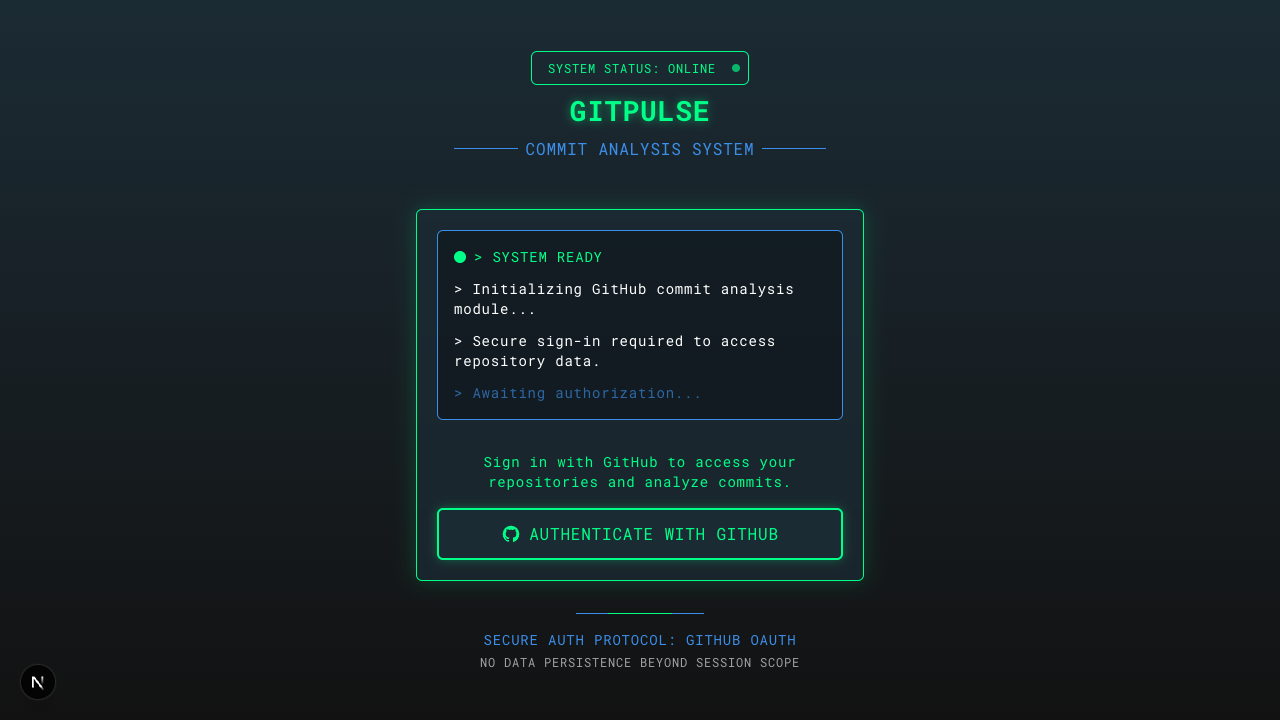 SYSTEM STATUS: ONLINE
GITPULSE
COMMIT ANALYSIS SYSTEM
> SYSTEM READY
> Initializing GitHub commit analysis
module...
> Secure sign-in required to access
repository data.
> Awaiting authorization...
Sign in with GitHub to access your
repositories and analyze commits.
AUTHENTICATE WITH GITHUB
SECURE AUTH PROTOCOL: GITHUB OAUTH
NO DATA PERSISTENCE BEYOND SESSION SCOPE
N